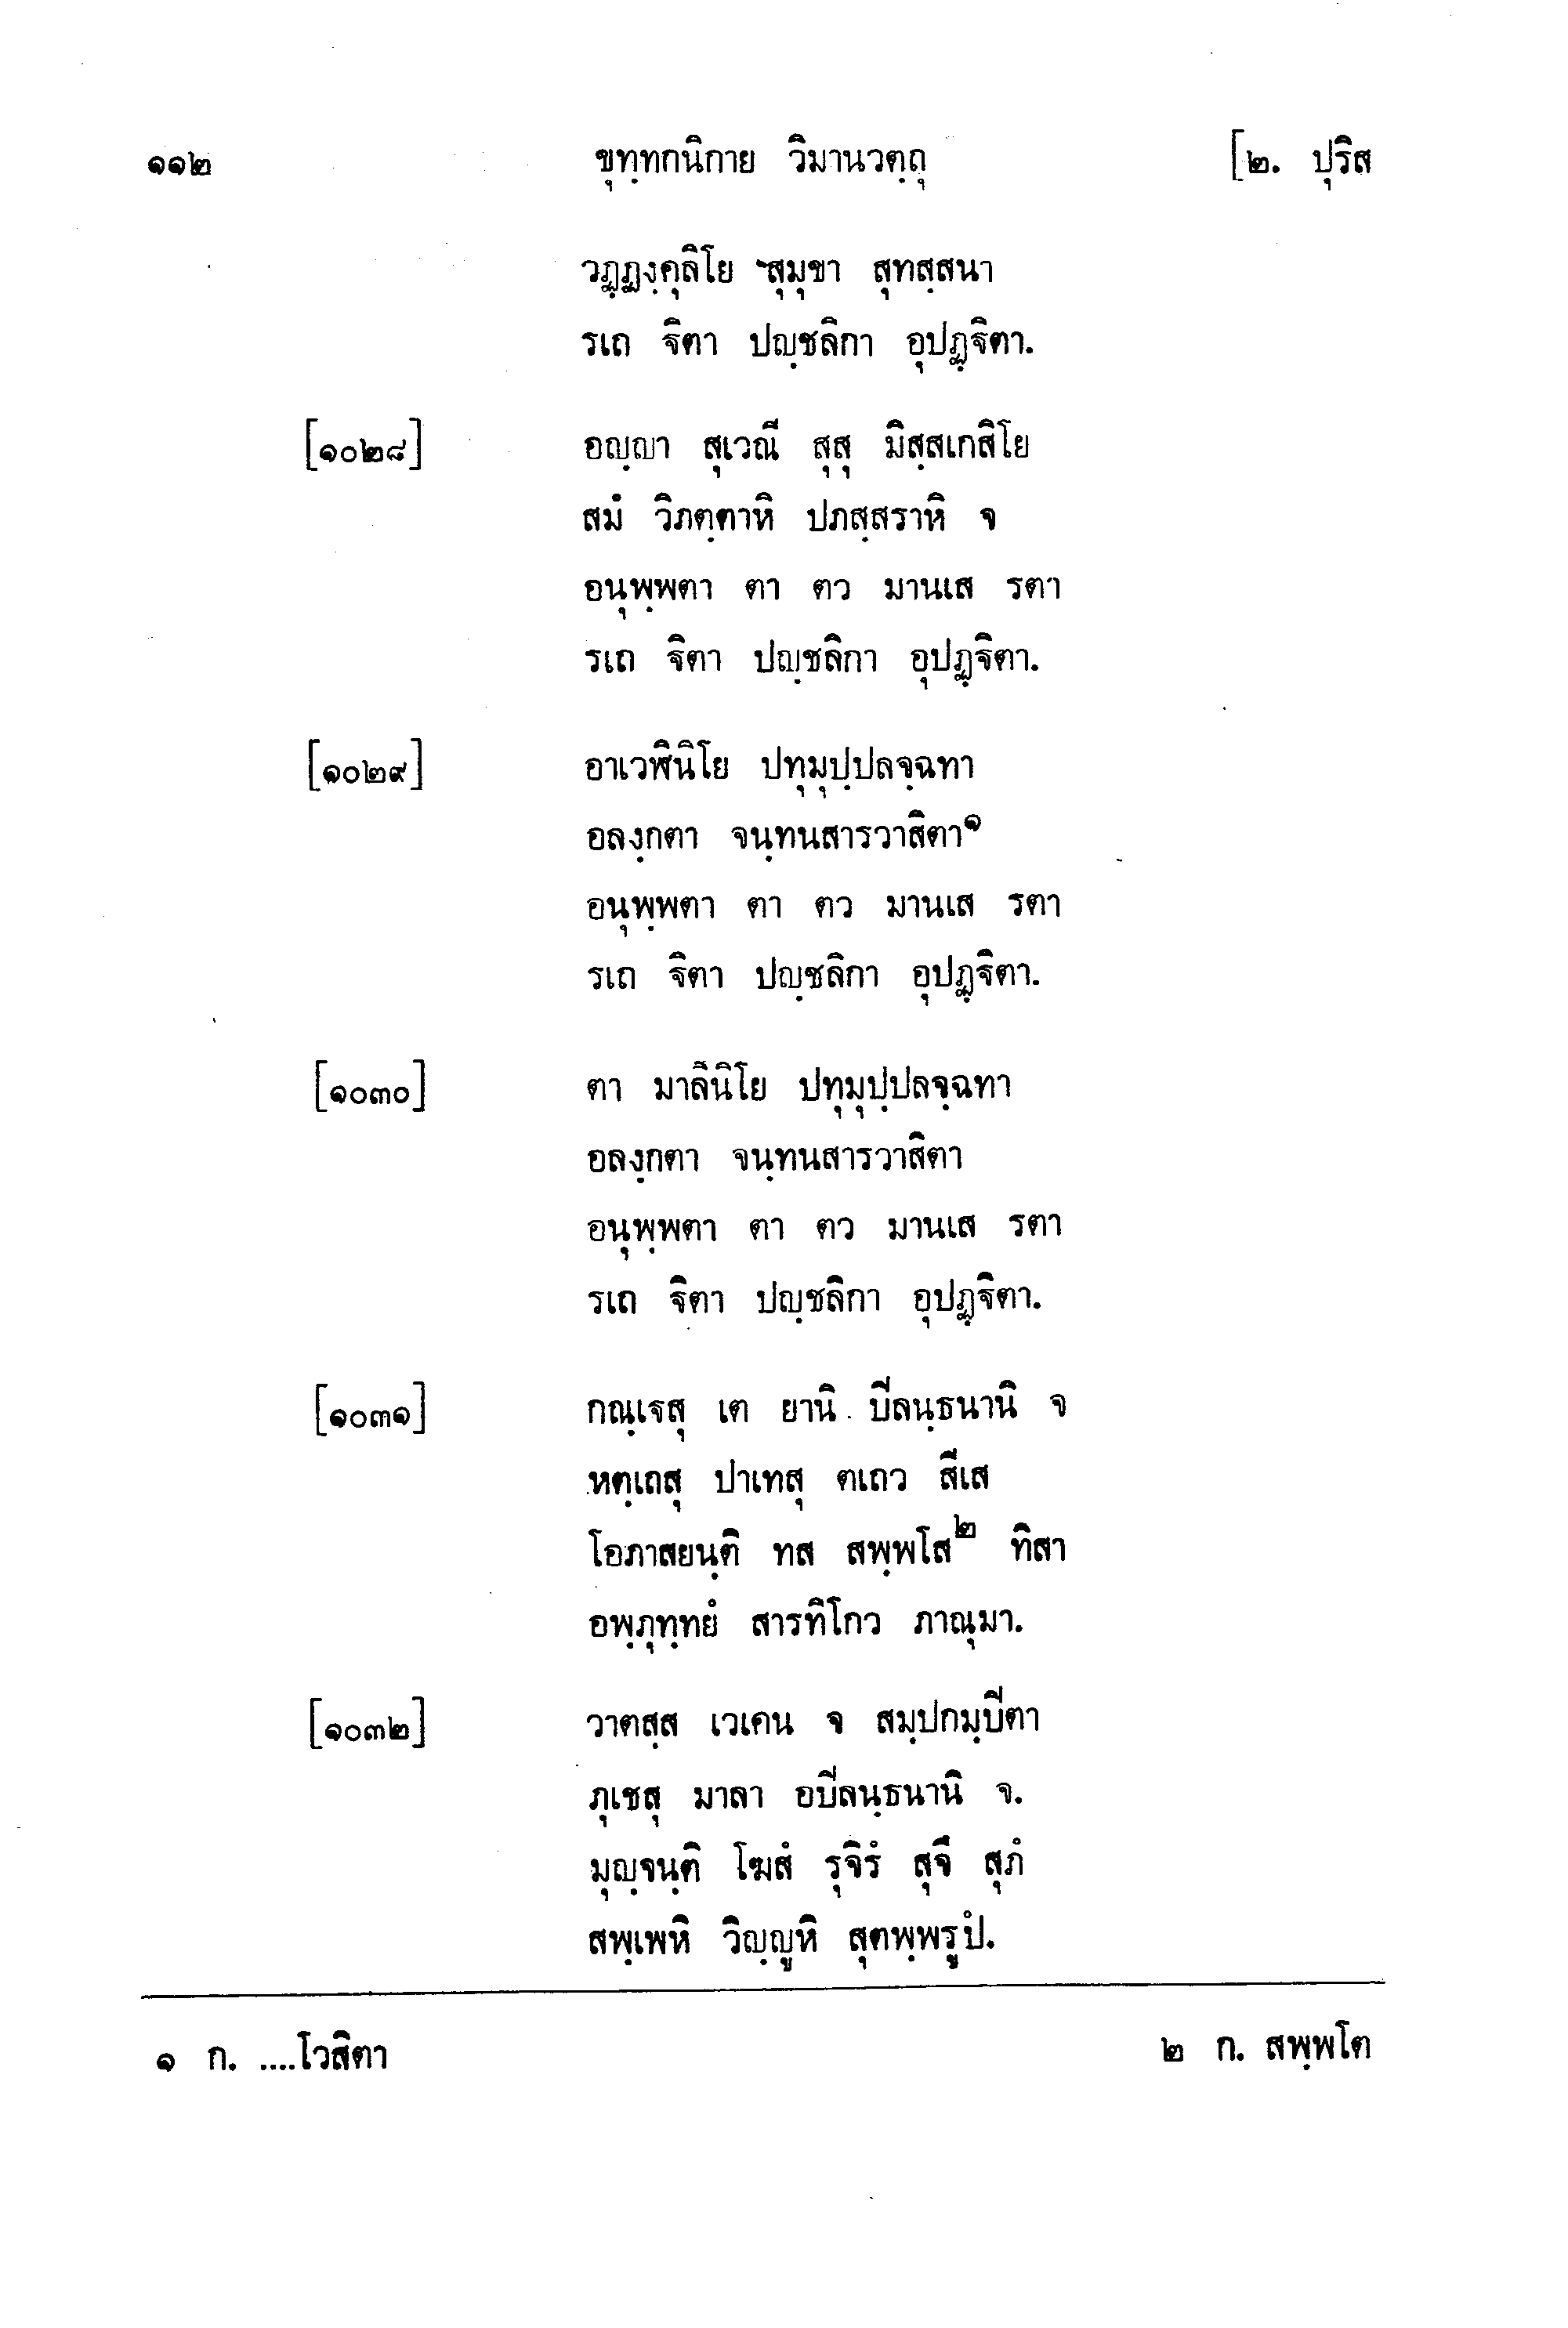 ๑๑๒ ขุทฺทกนิกาย วิมานวตฺถุ [๒. ปุริส
วฏฺฏงฺคุลิโย สุมุขา สุทสฺสนา
รเถ ฐิตา ปญฺชลิกา อุปฏฺฐิตา.
[๑๐๒๘] อญฺญา สุเวณี สุสุ มิสฺสเกสิโย
สมํ วิภตฺตาหิ ปภสฺสราหิ จ
อนุพฺพตา ตา ตว มานเส รตา
รเถ ฐิตา ปญฺชลิกา อุปฏฺฐิตา.
[๑๐๒๙] อาเวฬินิโย ปทุมุปฺปลจฺฉทา
อลงฺกตา จนฺทนสารวาสิตา๑
อนุพฺพตา ตา ตว มานเส รตา
รเถ ฐิตา ปญฺชลิกา อุปฏฺฐิตา.
[๑๐๓๐] ตา มาลินิโย ปทุมุปฺปลจฺฉทา
อลงฺกตา จนฺทนสารวาสิตา
อนุพฺพตา ตา ตว มานเส รตา
รเถ ฐิตา ปญฺชลิกา อุปฏฺฐิตา.
[๑๐๓๑] กณฺเฐสุ เต ยานิ ปิลนฺธนานิ จ
หตฺเถสุ ปาเทสุ ตเถว สีเส
โอภาสยนฺติ ทส สพฺพโส๒ ทิสา
อพฺภุทฺทยํ สารทิโกว ภาณุมา.
[๑๐๓๒] วาตสฺส เวเคน จ สมฺปกมฺปิตา
ภุเชสุ มาลา อปิลนฺธนานิ จ.
มุญฺจนฺติ โฆสํ รุจิรํ สุจึ สุภํ
สพฺเพหิ วิญฺญูหิ สุตพฺพรูปํ.
๑ ก. ....โวสิตา ๒ ก. สพฺพโต